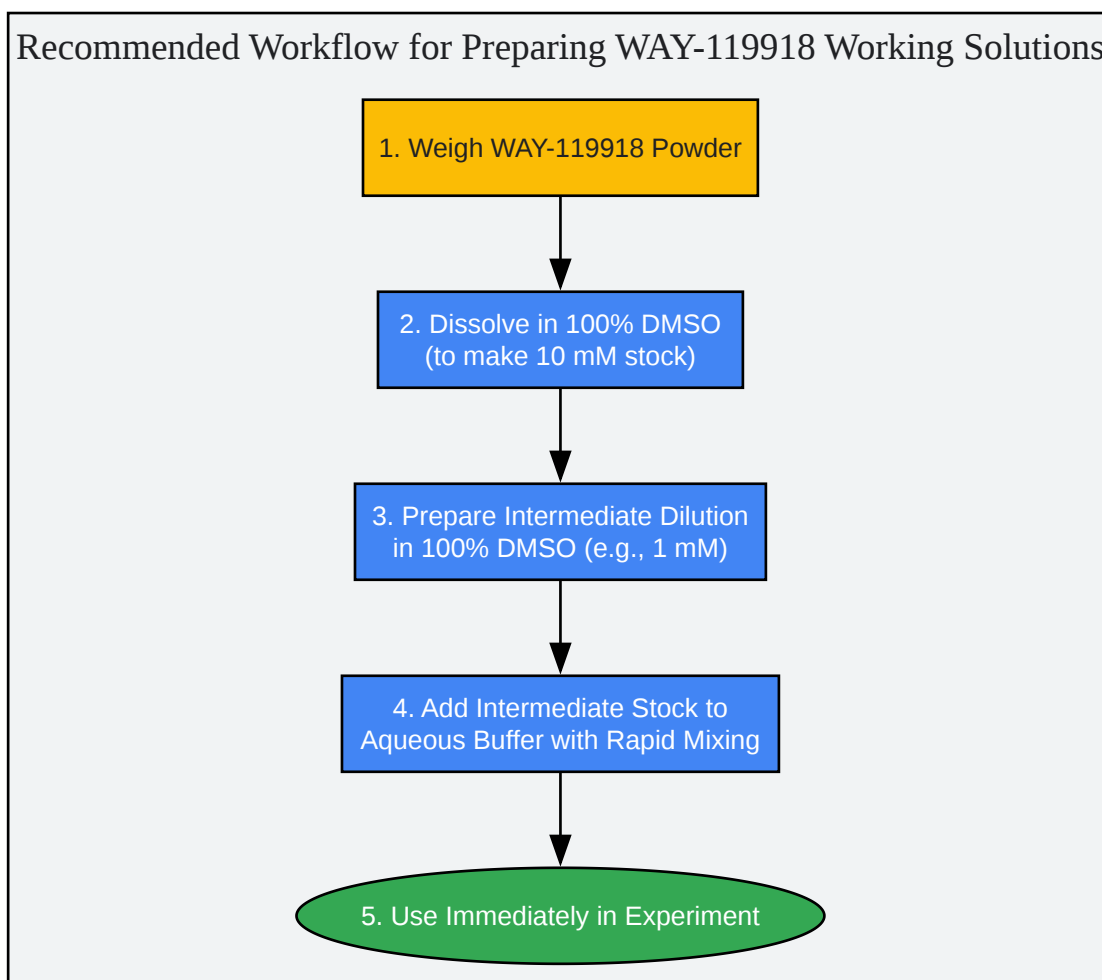 Recommended Workflow for Preparing WAY-119918 Working Solutions
1. Weigh WAY-119918 Powder
2. Dissolve in 100% DMSO
(to make 10 mM stock)
3. Prepare Intermediate Dilution
in 100% DMSO (e.g., 1 mM)
4. Add Intermediate Stock to
Aqueous Buffer with Rapid Mixing
5. Use Immediately in Experiment